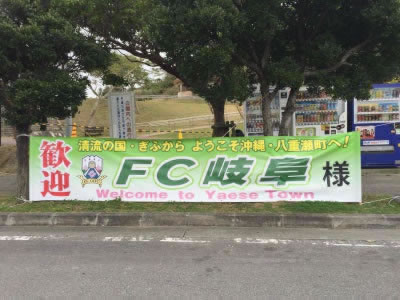 歓迎
清流の国・ぎふから ようこそ沖縄・八重瀬町へ!
FC岐阜 様
Welcome to Yaese Town